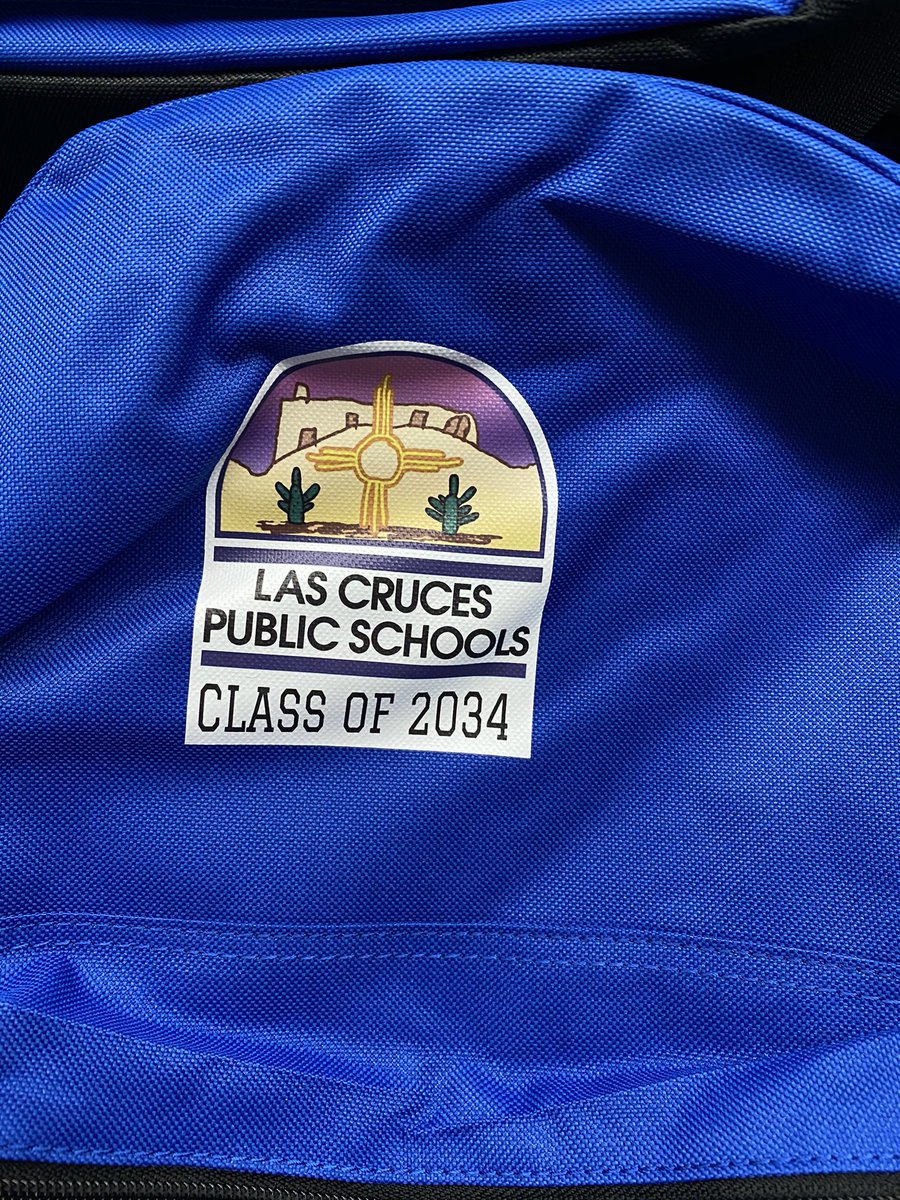 LAS CRUCES
PUBLIC SCHOOLS
CLASS OF 2034